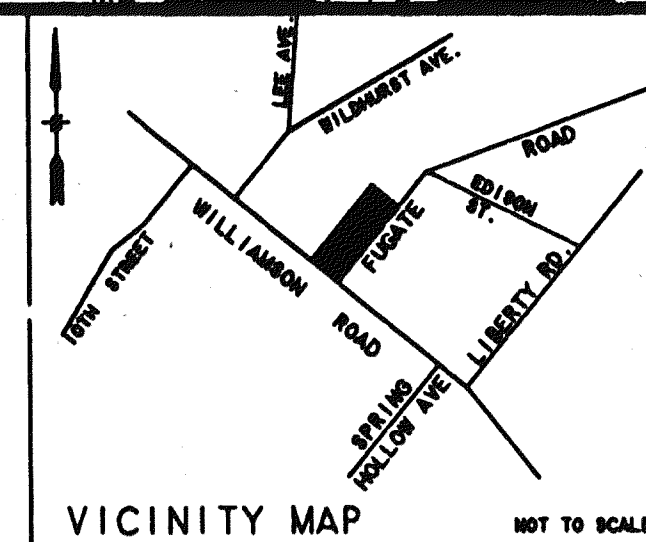 LEE AVE.
WILDHURST AVE.
ROAD
EDISON
ST.
FUGATE
WILLIAMSON
ROAD
10TH STREET
LIBERTY RD.
SPRING
HOLLOW AVE
VICINITY MAP
NOT TO SCALE